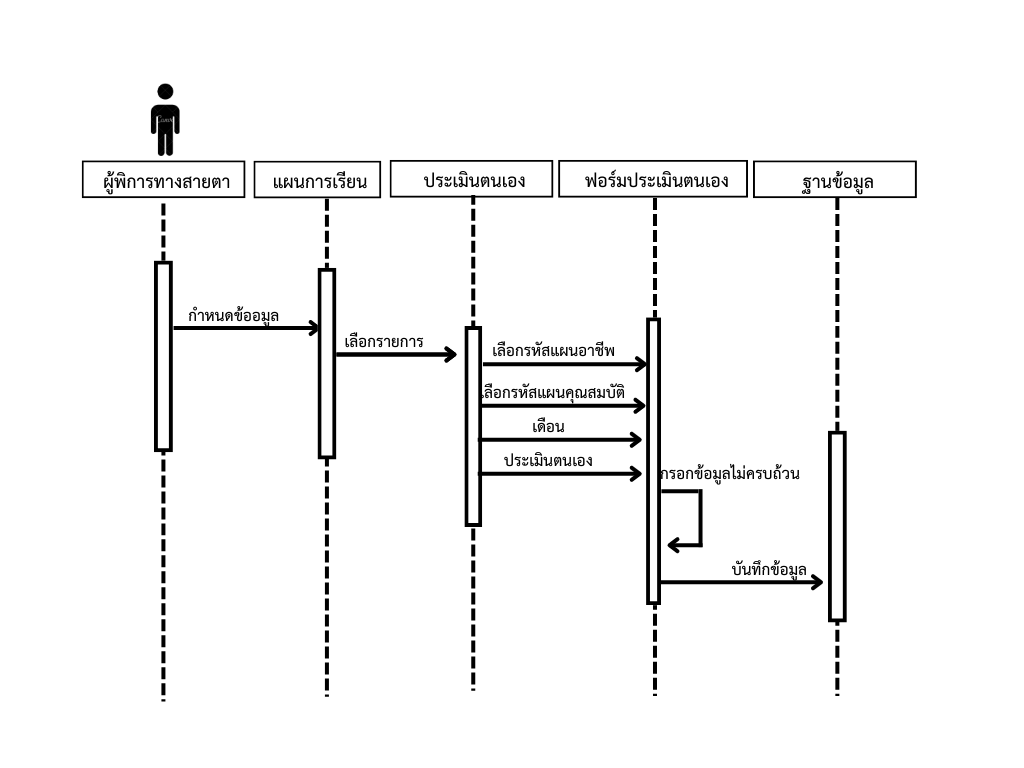 ผู้พิการทางสายตา
แผนการเรียน
ประเมินตนเอง
ฟอร์มประเมินตนเอง
ฐานข้อมูล
กำหนดข้ออมูล
เลือกรายการ
เลือกรหัสแผนอาชีพ
เลือกรหัสแผนคุณสมบัติ
เดือน
ประเมินตนเอง
กรอกข้อมูลไม่ครบถ้วน
บันทึกข้อมูล